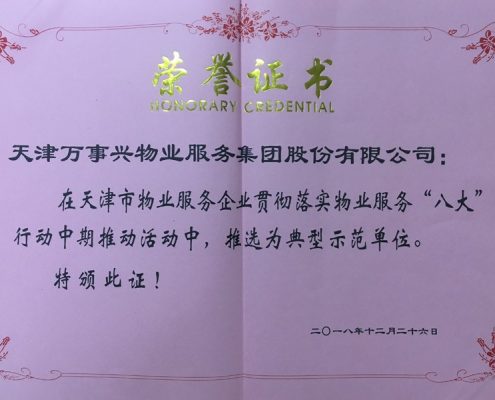 荣誉证书
HONORARY CREDENTIAL
天津万事兴物业服务集团股份有限公司：
在天津市物业服务企业贯彻落实物业服务“八大”
行动中期推动活动中，推选为典型示范单位。
特颁此证！
二〇一八年十二月二十六日